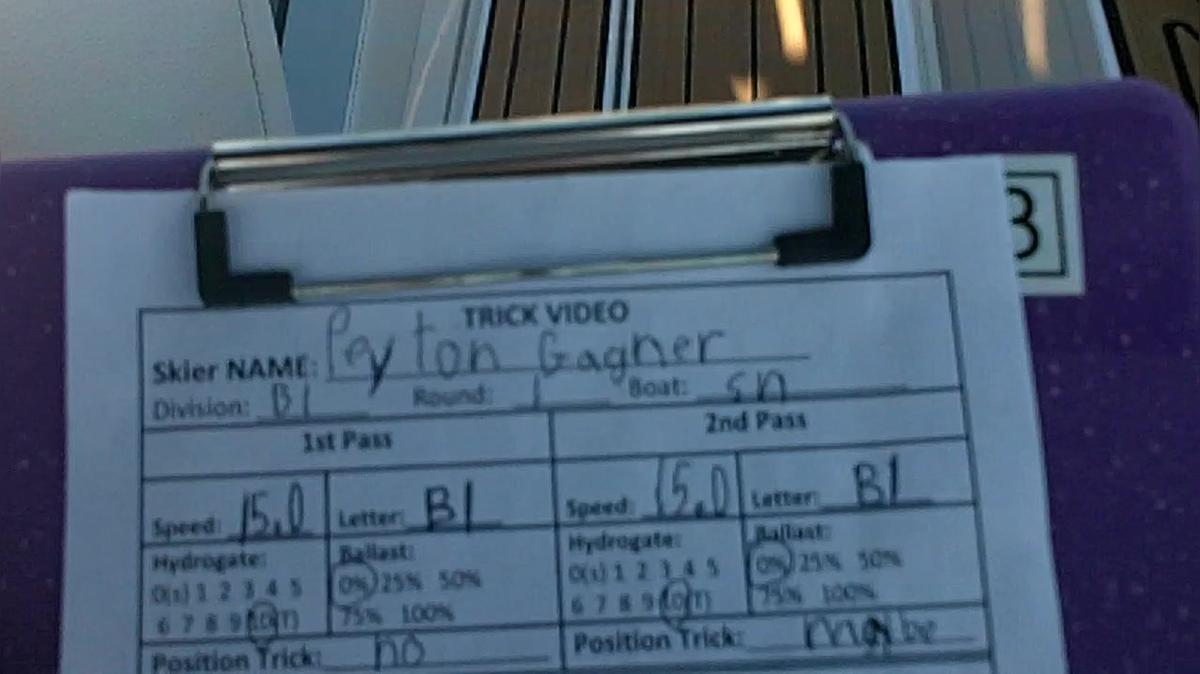 3
TRICK VIDEO
Skier NAME: Peyton Gagner
Division: B1 Round: 1 Boat: sn
1st Pass 2nd Pass
Speed: 15.0 Letter: B1 Speed: 15.0 Letter: B1
Hydrogate: Ballast: Hydrogate: Ballast:
0(s) 1 2 3 4 5 0% 25% 50% 0(s) 1 2 3 4 5 0% 25% 50%
6 7 8 9 10(T) 75% 100% 6 7 8 9 10(T) 75% 100%
Position Trick: no Position Trick: maybe